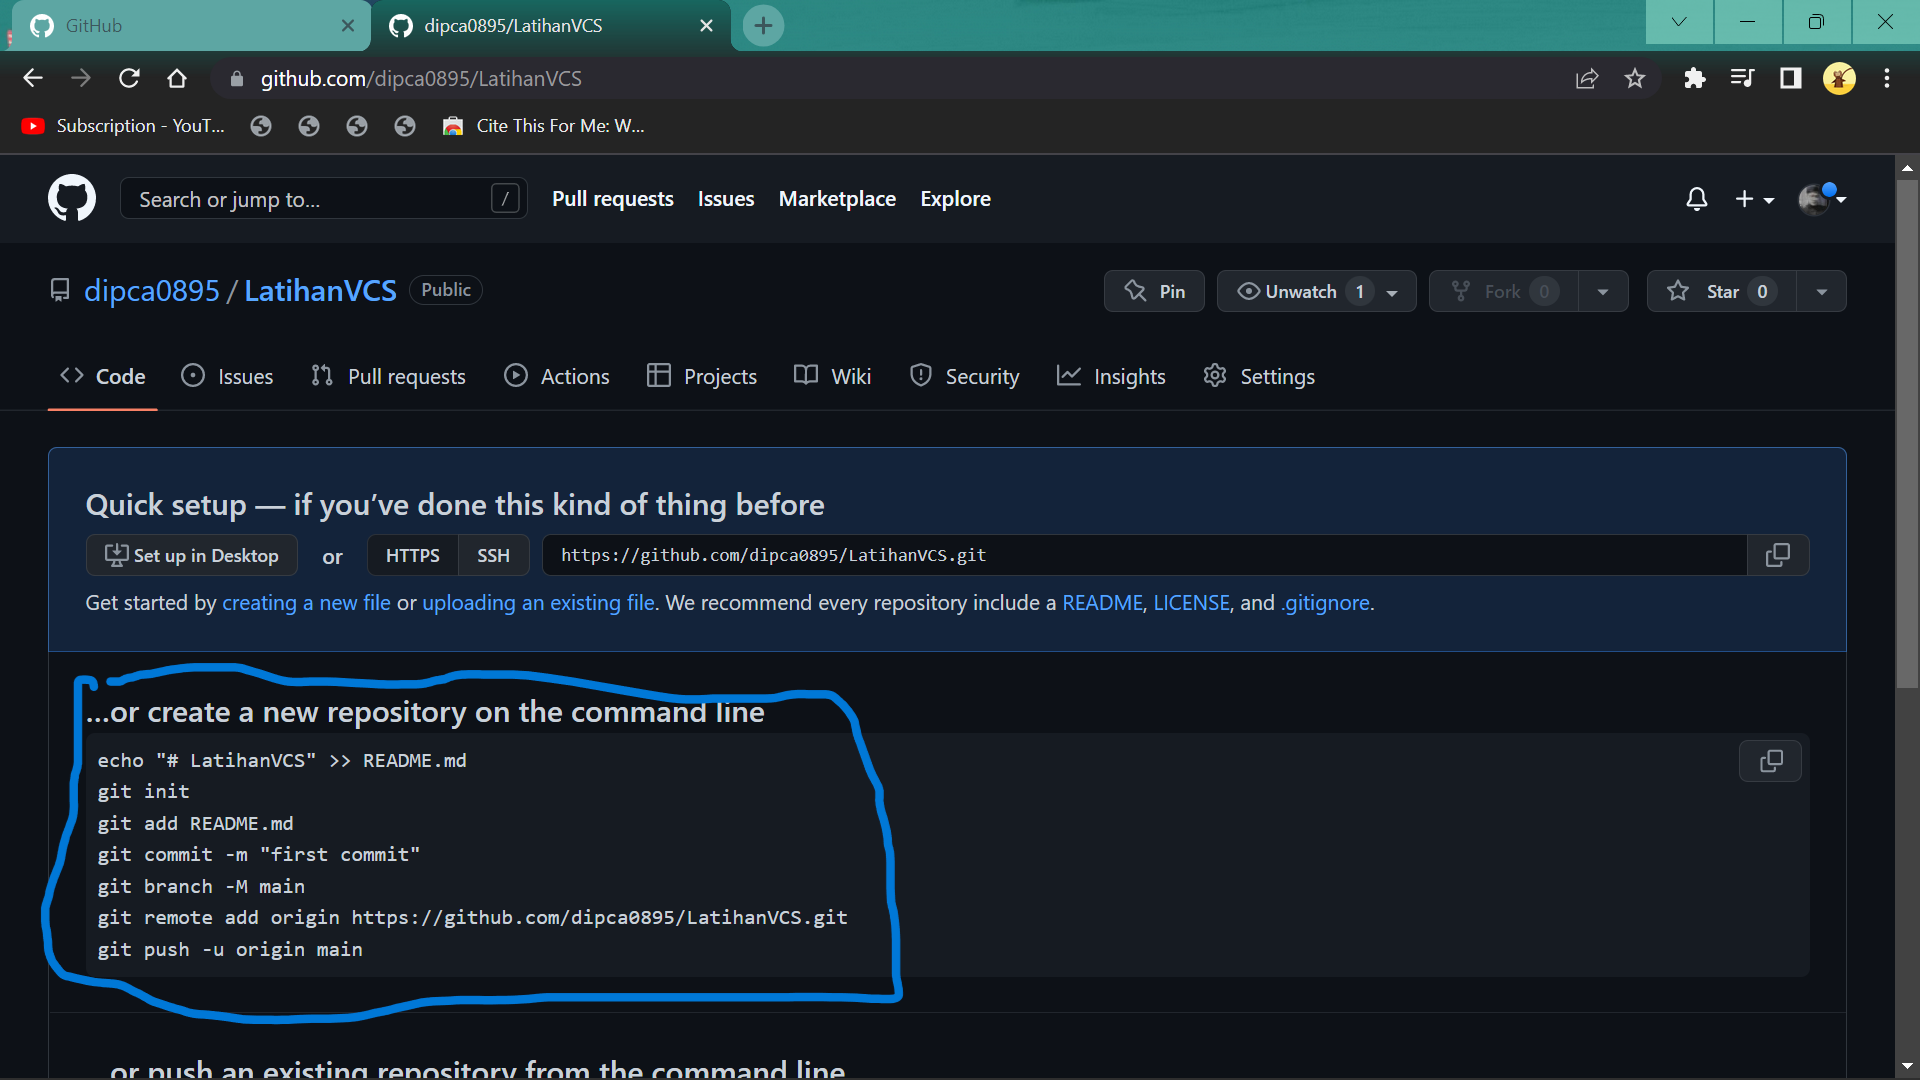 GitHub
dipca0895/LatihanVCS
github.com/dipca0895/LatihanVCS
Subscription - YouT...
Cite This For Me: W...
Search or jump to...
/
Pull requests
Issues
Marketplace
Explore
dipca0895 / LatihanVCS
Public
Pin
Unwatch 1
Fork 0
Star 0
Code
Issues
Pull requests
Actions
Projects
Wiki
Security
Insights
Settings
Quick setup — if you’ve done this kind of thing before
Set up in Desktop
or
HTTPS
SSH
https://github.com/dipca0895/LatihanVCS.git
Get started by creating a new file or uploading an existing file. We recommend every repository include a README, LICENSE, and .gitignore.
…or create a new repository on the command line
echo "# LatihanVCS" >> README.md
git init
git add README.md
git commit -m "first commit"
git branch -M main
git remote add origin https://github.com/dipca0895/LatihanVCS.git
git push -u origin main
or push an existing repository from the command line